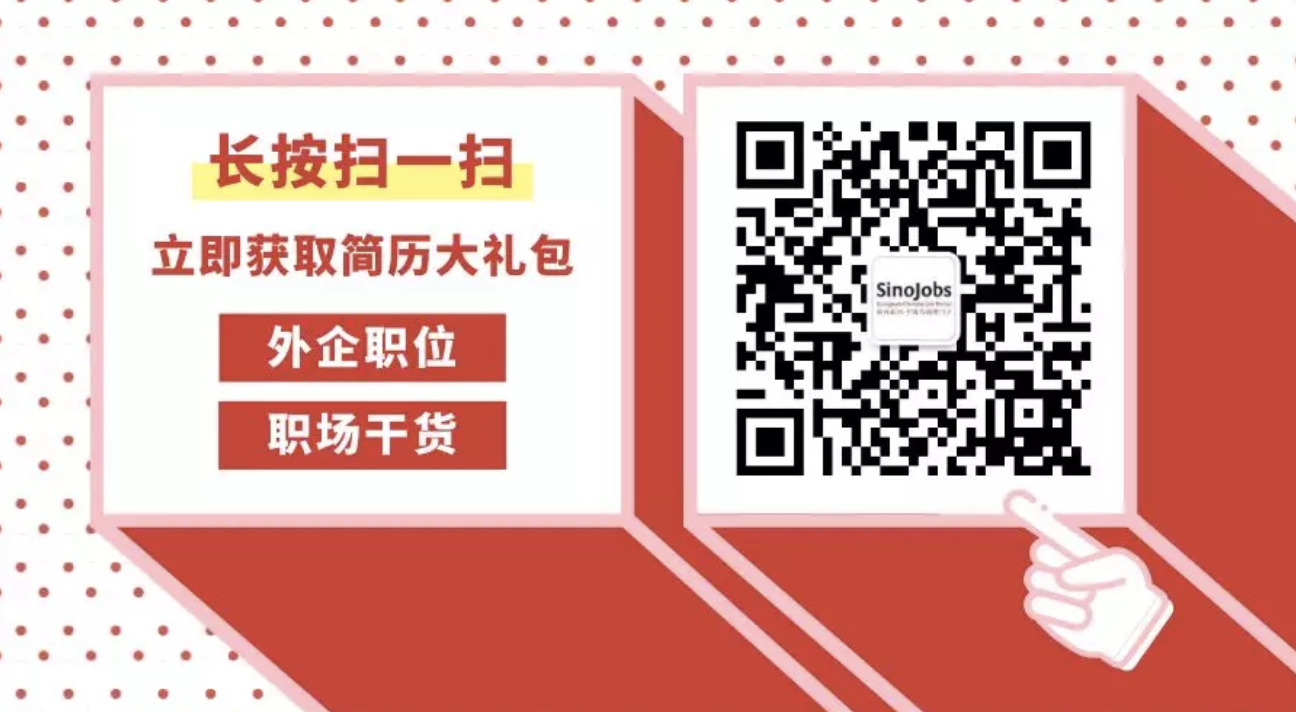 长按扫一扫
立即获取简历大礼包
外企职位
职场干货
SinoJobs